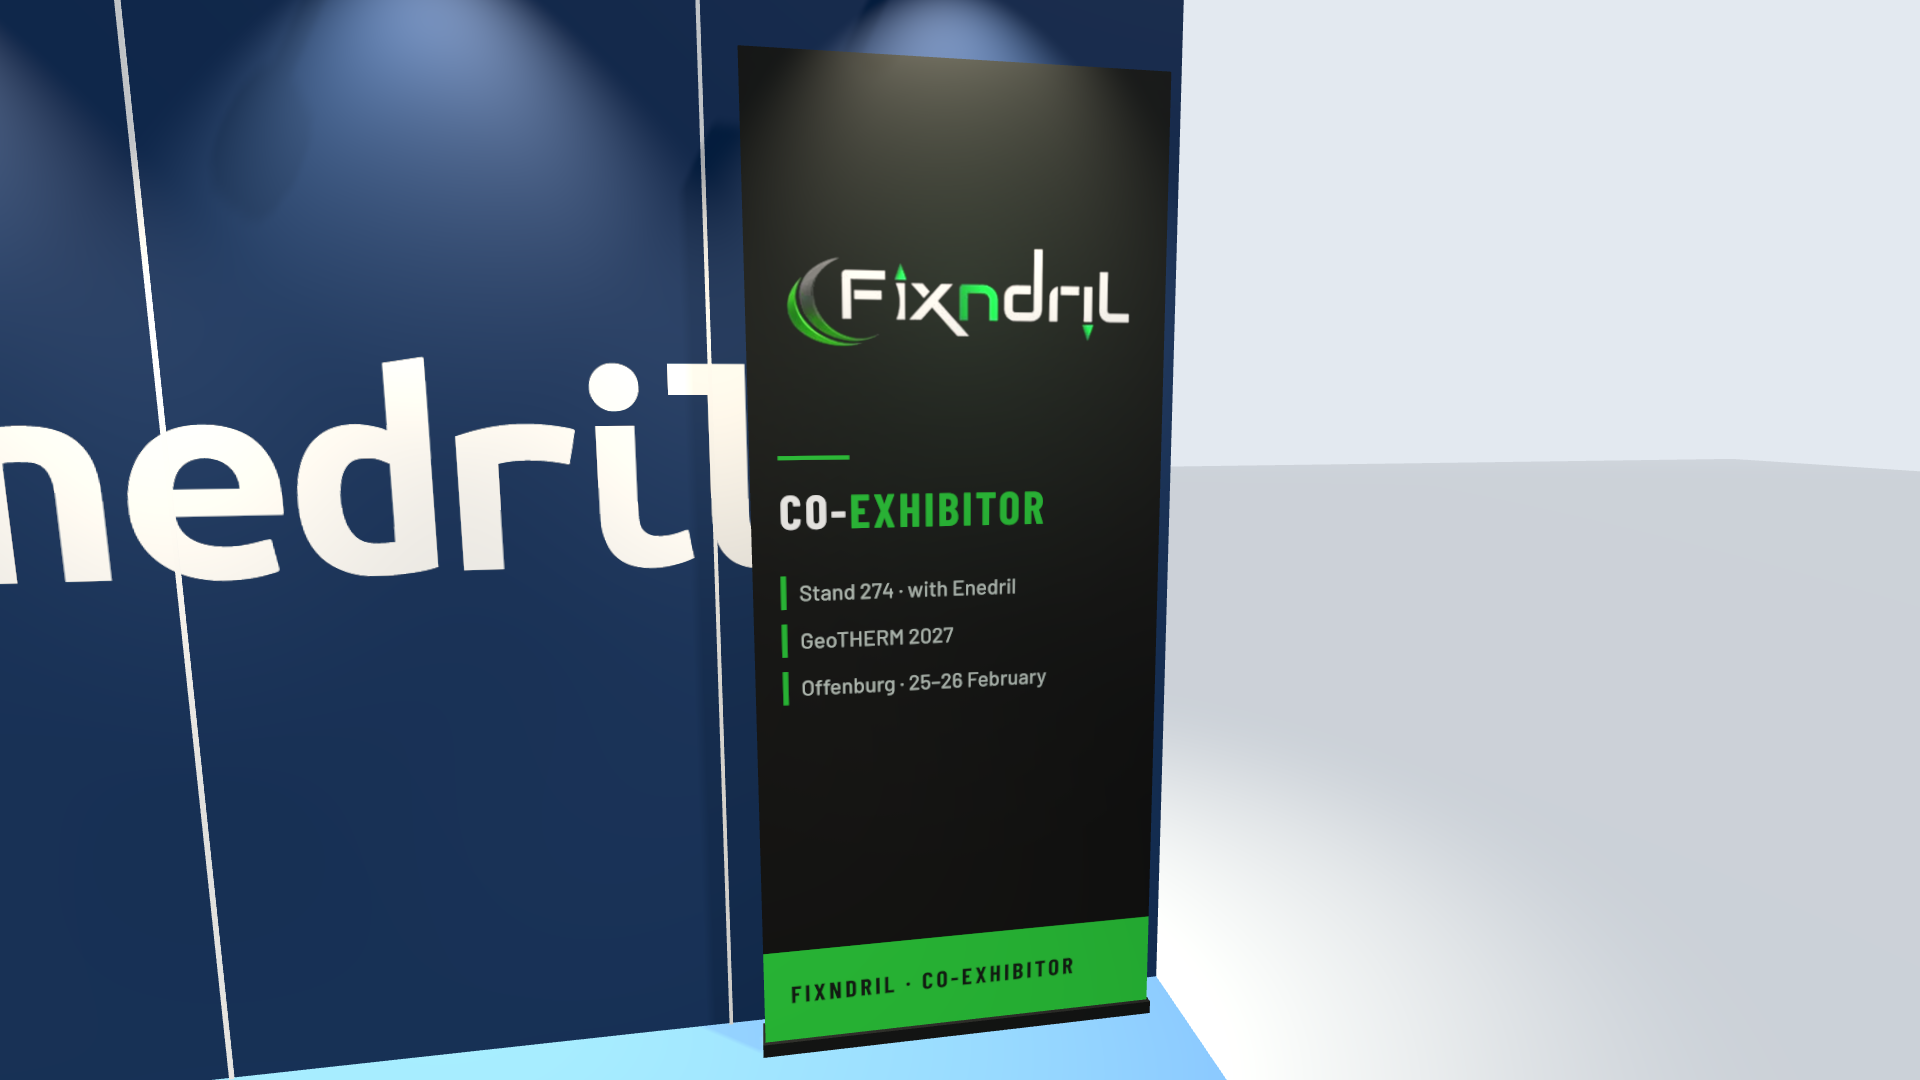 nedril
Fixndril
CO-EXHIBITOR
Stand 274 · with Enedril
GeoTHERM 2027
Offenburg · 25–26 February
FIXNDRIL · CO-EXHIBITOR